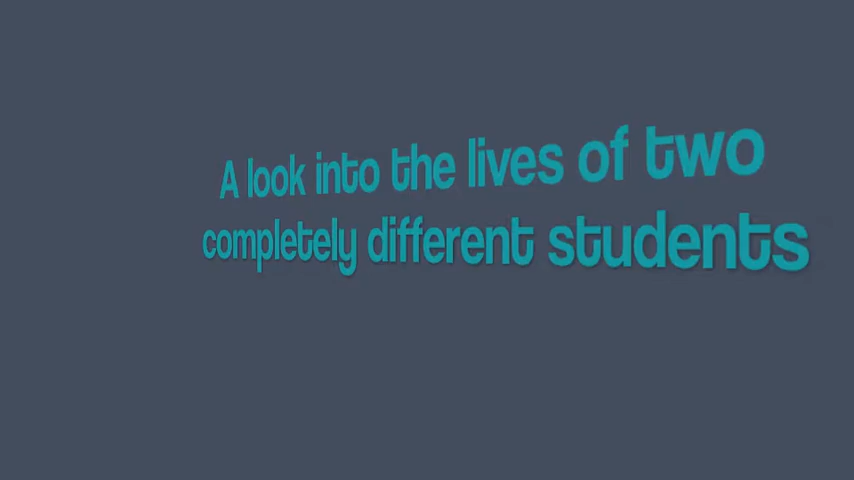 A look into the lives of two
completely different students